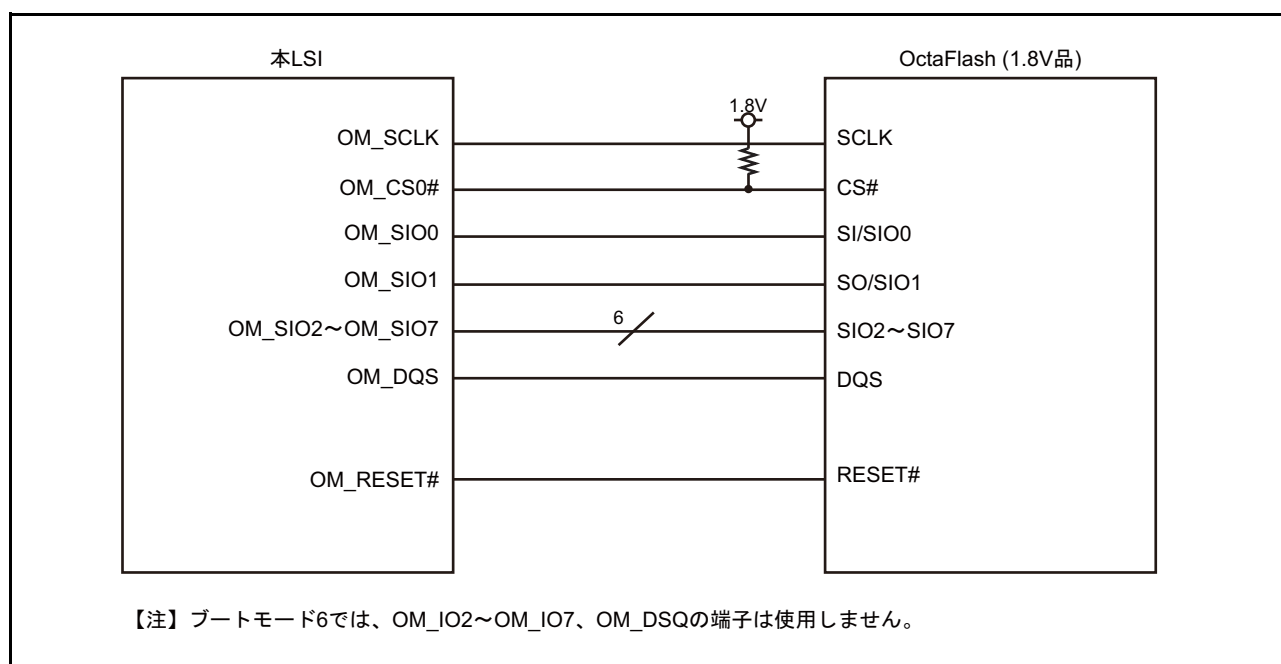 本LSI
OctaFlash (1.8V品)
1.8V
OM_SCLK
SCLK
OM_CS0#
CS#
OM_SIO0
SI/SIO0
OM_SIO1
SO/SIO1
OM_SIO2～OM_SIO7
6
SIO2～SIO7
OM_DQS
DQS
OM_RESET#
RESET#
【注】ブートモード6では、OM_IO2～OM_IO7、OM_DSQの端子は使用しません。